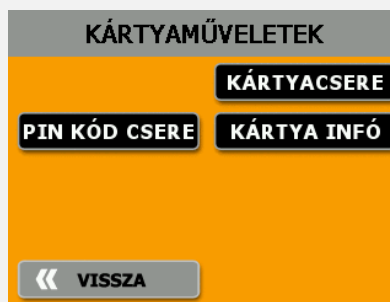 KÁRTYAMŰVELETEK
KÁRTYACSERE
PIN KÓD CSERE
KÁRTYA INFÓ
VISSZA